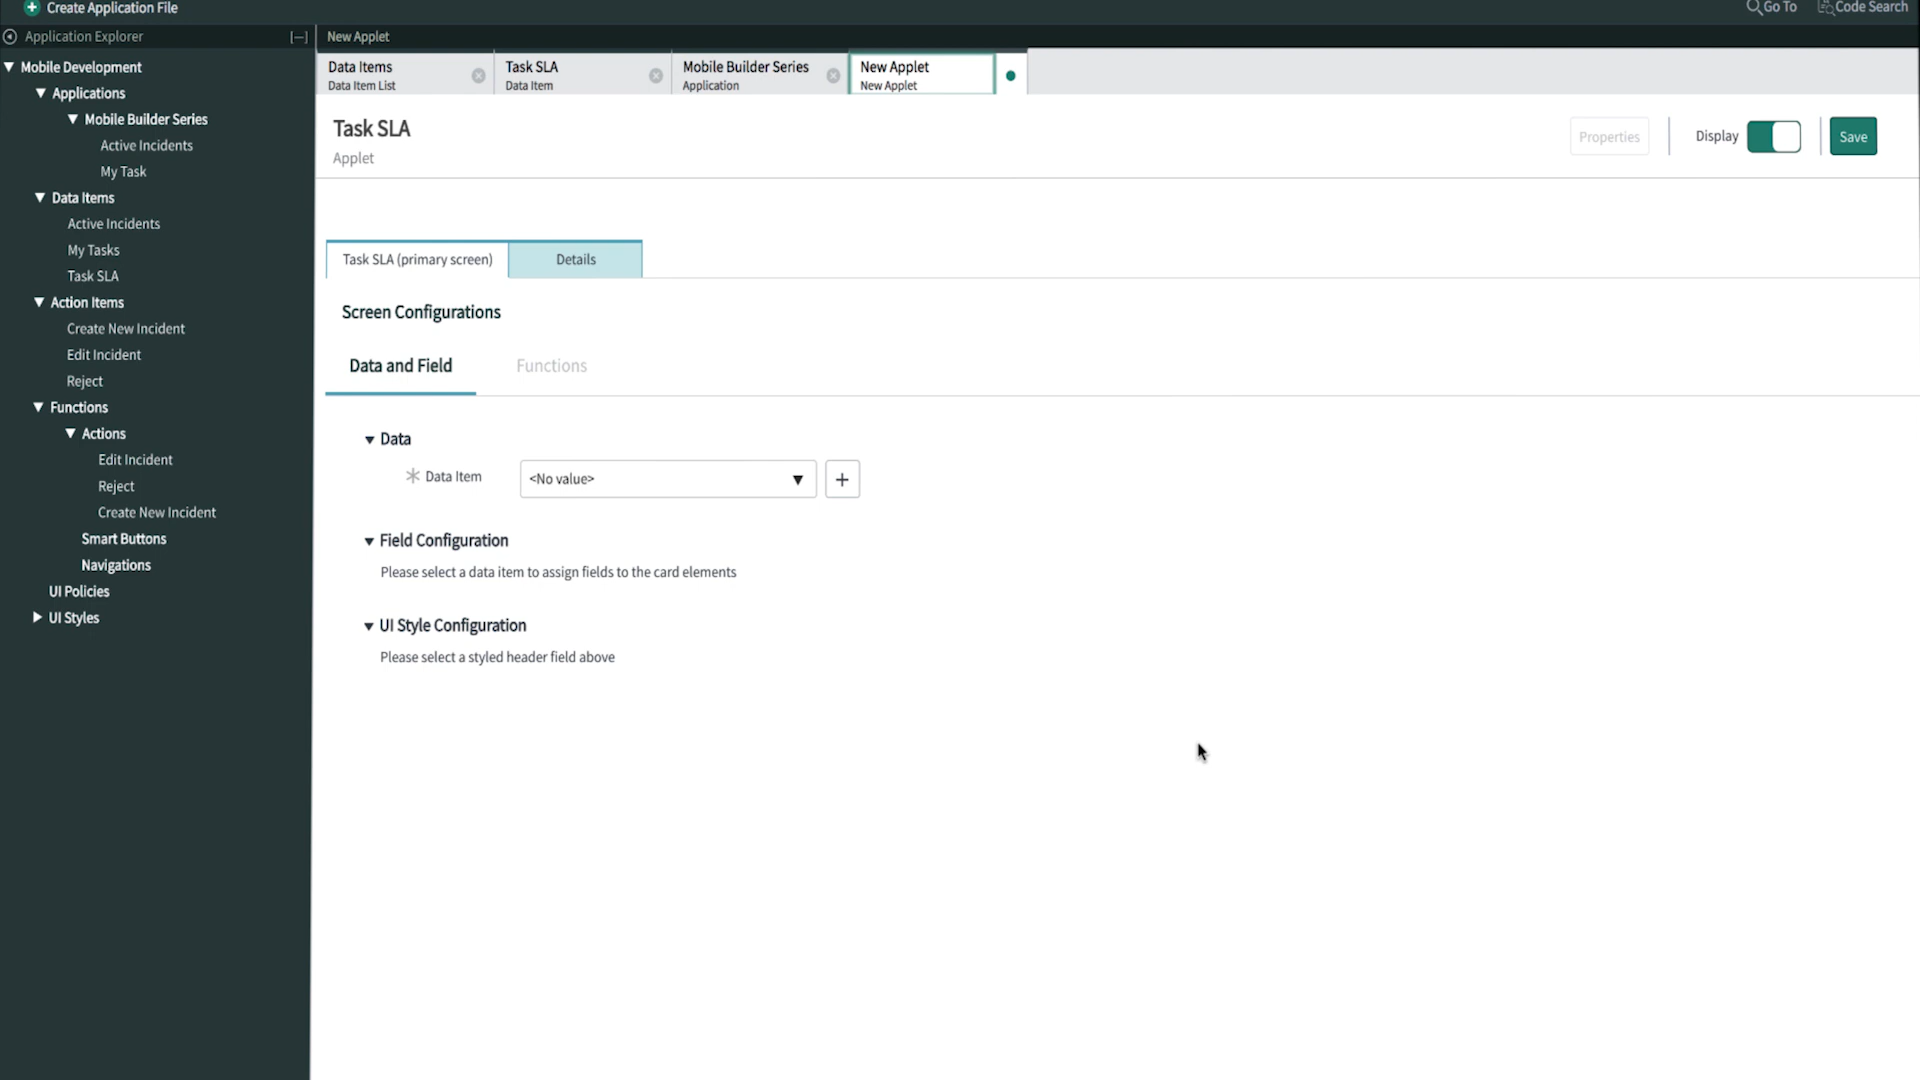 Create Application File
Go To
Code Search
Application Explorer
[—]
New Applet
Mobile Development
Applications
Mobile Builder Series
Active Incidents
My Task
Data Items
Active Incidents
My Tasks
Task SLA
Action Items
Create New Incident
Edit Incident
Reject
Functions
Actions
Edit Incident
Reject
Create New Incident
Smart Buttons
Navigations
UI Policies
UI Styles
Data Items
Data Item List
Task SLA
Data Item
Mobile Builder Series
Application
New Applet
New Applet
Task SLA
Applet
Properties
Display
Save
Task SLA (primary screen)
Details
Screen Configurations
Data and Field
Functions
Data
Data Item
<No value>
Field Configuration
Please select a data item to assign fields to the card elements
UI Style Configuration
Please select a styled header field above